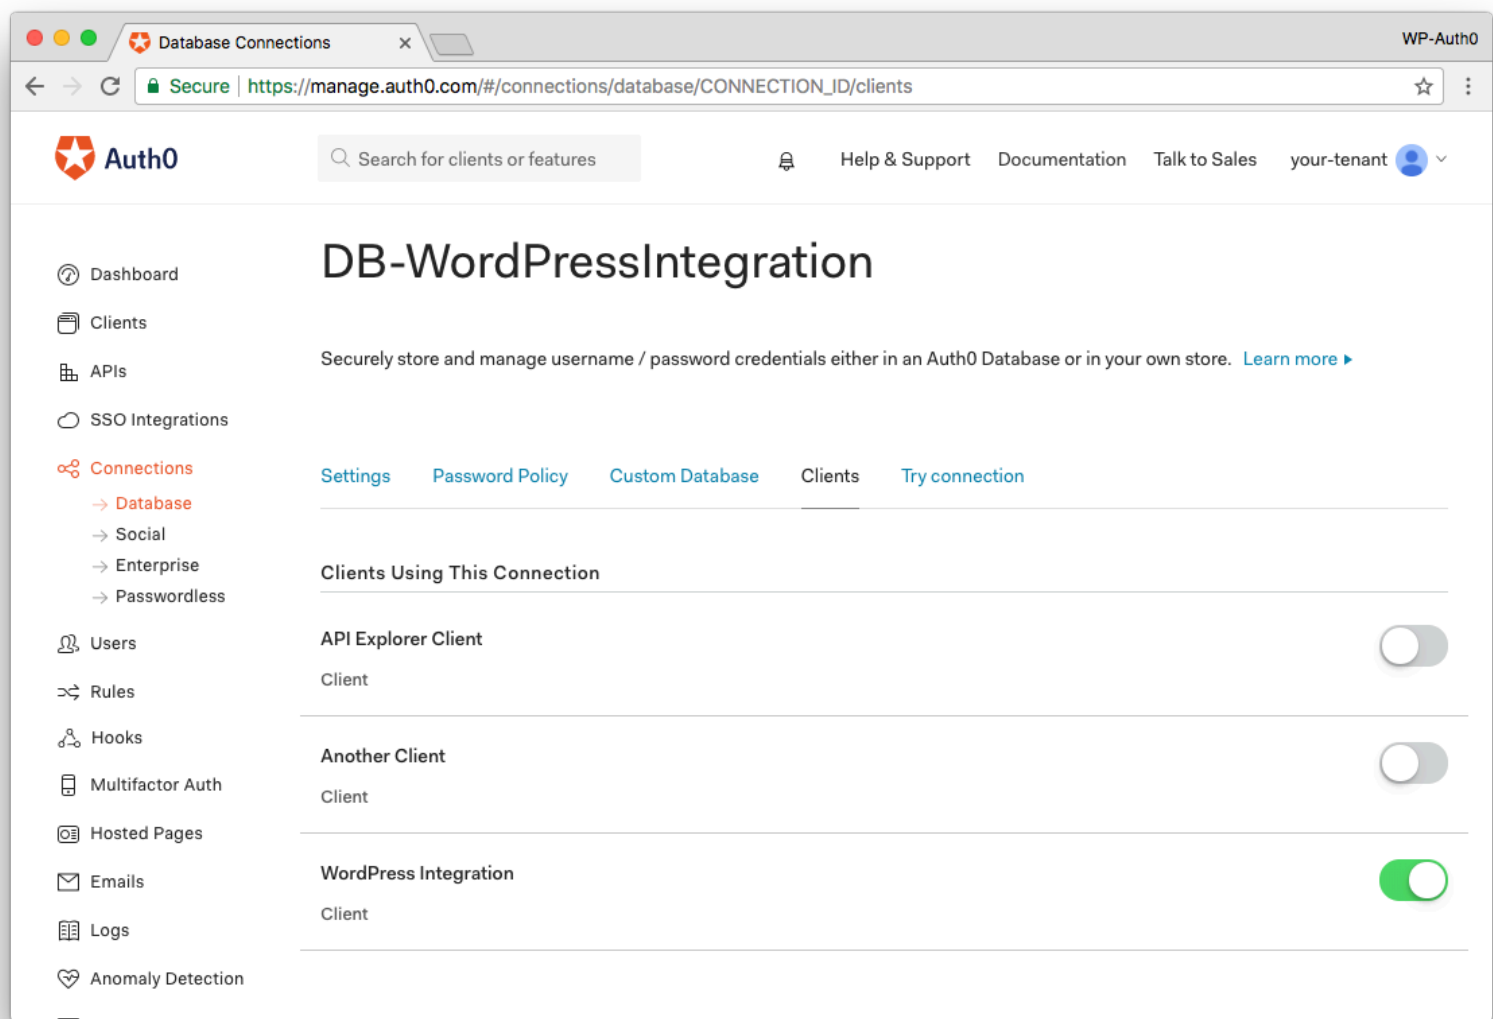 Database Connections
WP-Auth0
Secure https://manage.auth0.com/#/connections/database/CONNECTION_ID/clients
Auth0
Search for clients or features
Help & Support
Documentation
Talk to Sales
your-tenant
Dashboard
Clients
APIs
SSO Integrations
Connections
Database
Social
Enterprise
Passwordless
Users
Rules
Hooks
Multifactor Auth
Hosted Pages
Emails
Logs
Anomaly Detection
DB-WordPressIntegration
Securely store and manage username / password credentials either in an Auth0 Database or in your own store. Learn more
Settings
Password Policy
Custom Database
Clients
Try connection
Clients Using This Connection
API Explorer Client
Client
Another Client
Client
WordPress Integration
Client